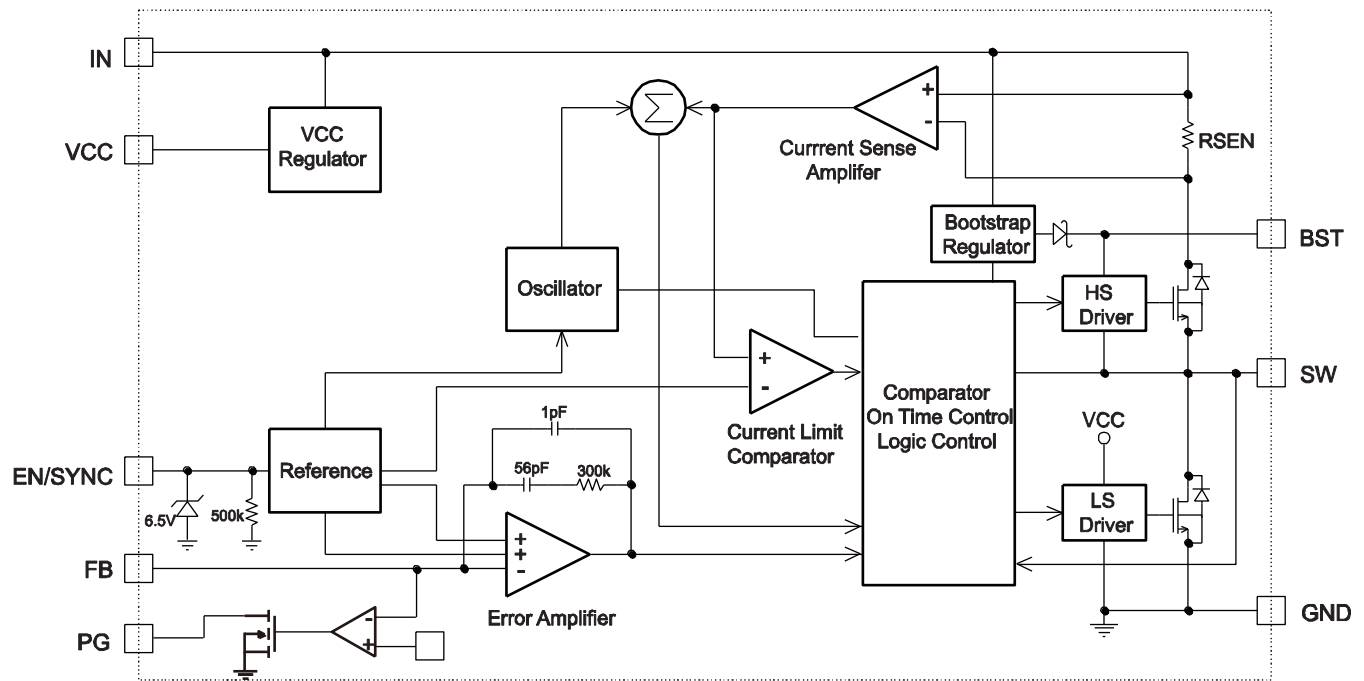 IN
Σ
+
-
VCC
Regulator
VCC
Currrent Sense
Amplifer
RSEN
Bootstrap
Regulator
BST
Oscillator
HS
Driver
+
-
SW
Comparator
On Time Control
Logic Control
1pF
Current Limit
Comparator
VCC
EN/SYNC
Reference
56pF
300k
6.5V
500k
LS
Driver
+
+
-
FB
Error Amplifier
GND
PG
-
+